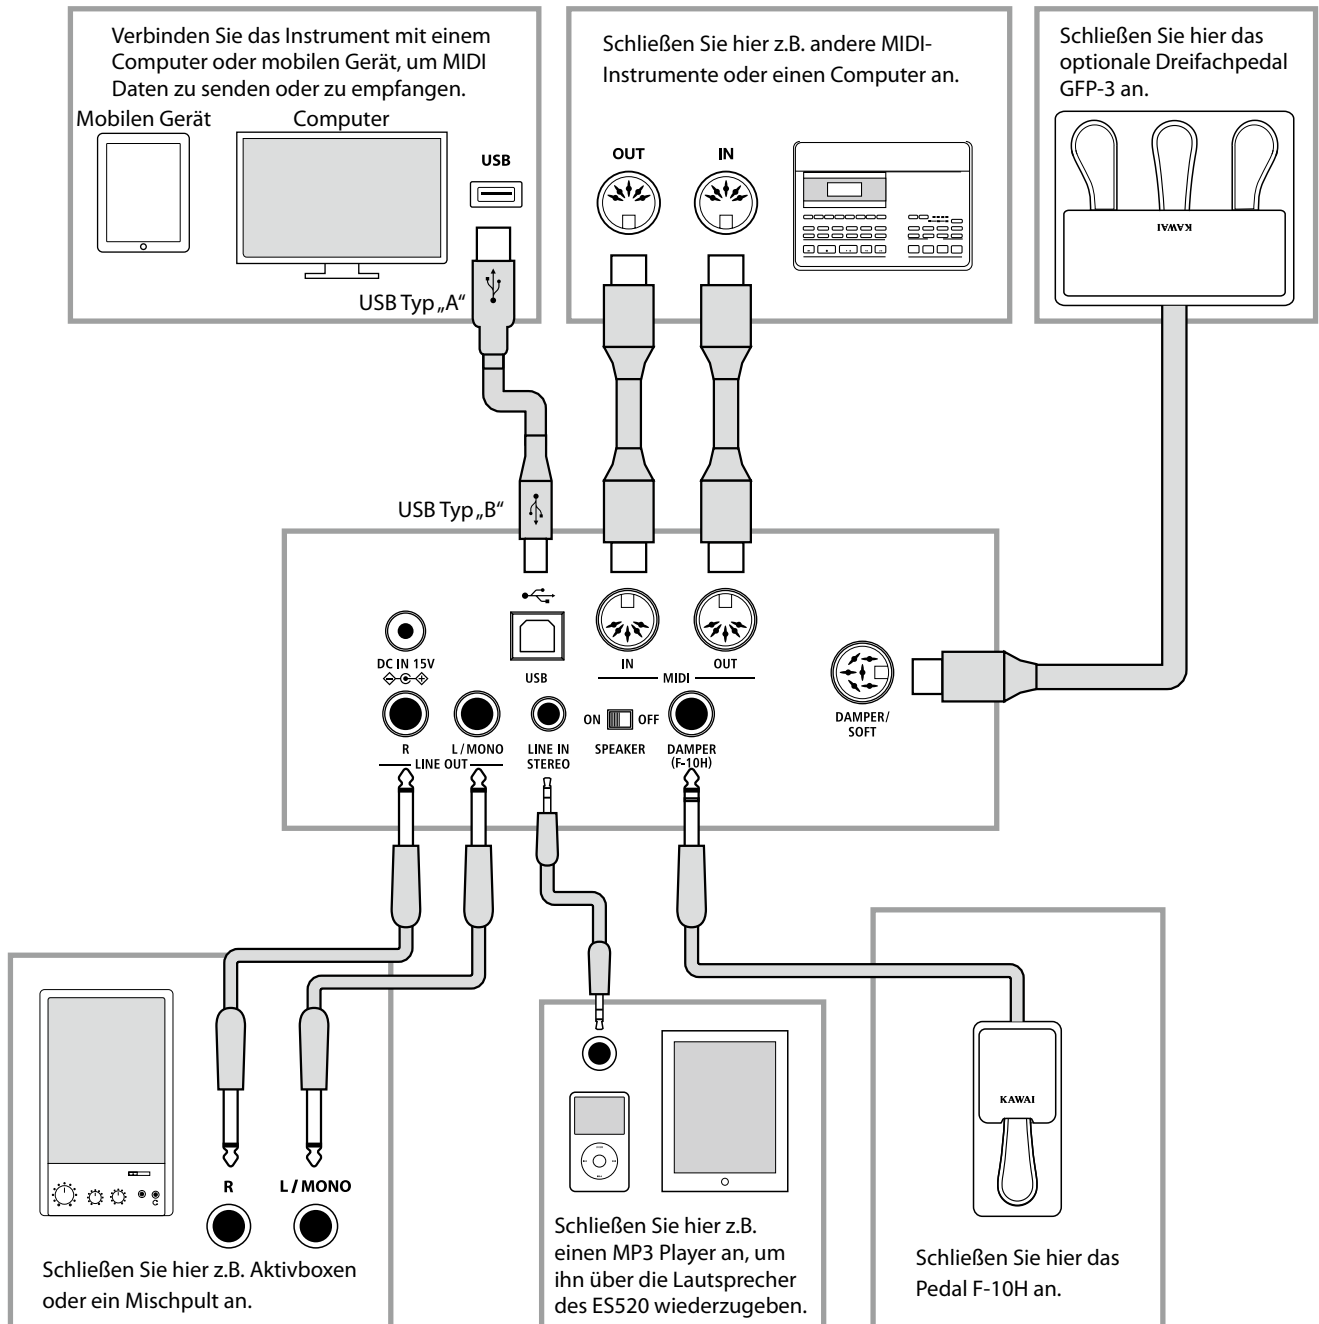 Verbinden Sie das Instrument mit einem
Computer oder mobilen Gerät, um MIDI
Daten zu senden oder zu empfangen.
Mobilen Gerät
Computer
USB
USB Typ „A“
Schließen Sie hier z.B. andere MIDI-
Instrumente oder einen Computer an.
OUT
IN
Schließen Sie hier das
optionale Dreifachpedal
GFP-3 an.
KAWAI
USB Typ „B“
DC IN 15V
USB
IN
OUT
MIDI
DAMPER/
SOFT
R
L/MONO
LINE OUT
LINE IN
STEREO
ON
OFF
SPEAKER
DAMPER
(F-10H)
R
L/MONO
Schließen Sie hier z.B. Aktivboxen
oder ein Mischpult an.
Schließen Sie hier z.B.
einen MP3 Player an, um
ihn über die Lautsprecher
des ES520 wiederzugeben.
KAWAI
Schließen Sie hier das
Pedal F-10H an.